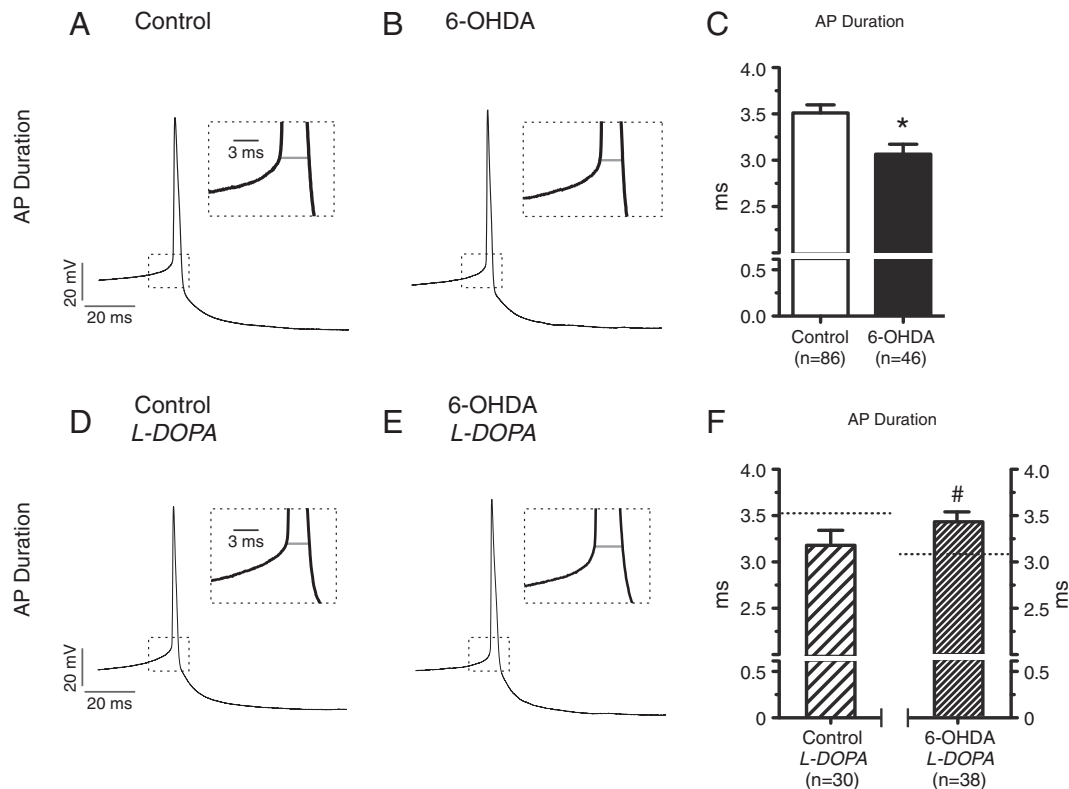 A Control
B 6-OHDA
C AP Duration
AP Duration
3 ms
20 mV
20 ms
4.0
3.5
3.0
2.5
0.5
0.0
ms
*
Control
(n=86)
6-OHDA
(n=46)
D Control
L-DOPA
E 6-OHDA
L-DOPA
F AP Duration
AP Duration
3 ms
20 mV
20 ms
4.0
3.5
3.0
2.5
0.5
0
ms
#
4.0
3.5
3.0
2.5
0.5
0
ms
Control
L-DOPA
(n=30)
6-OHDA
L-DOPA
(n=38)